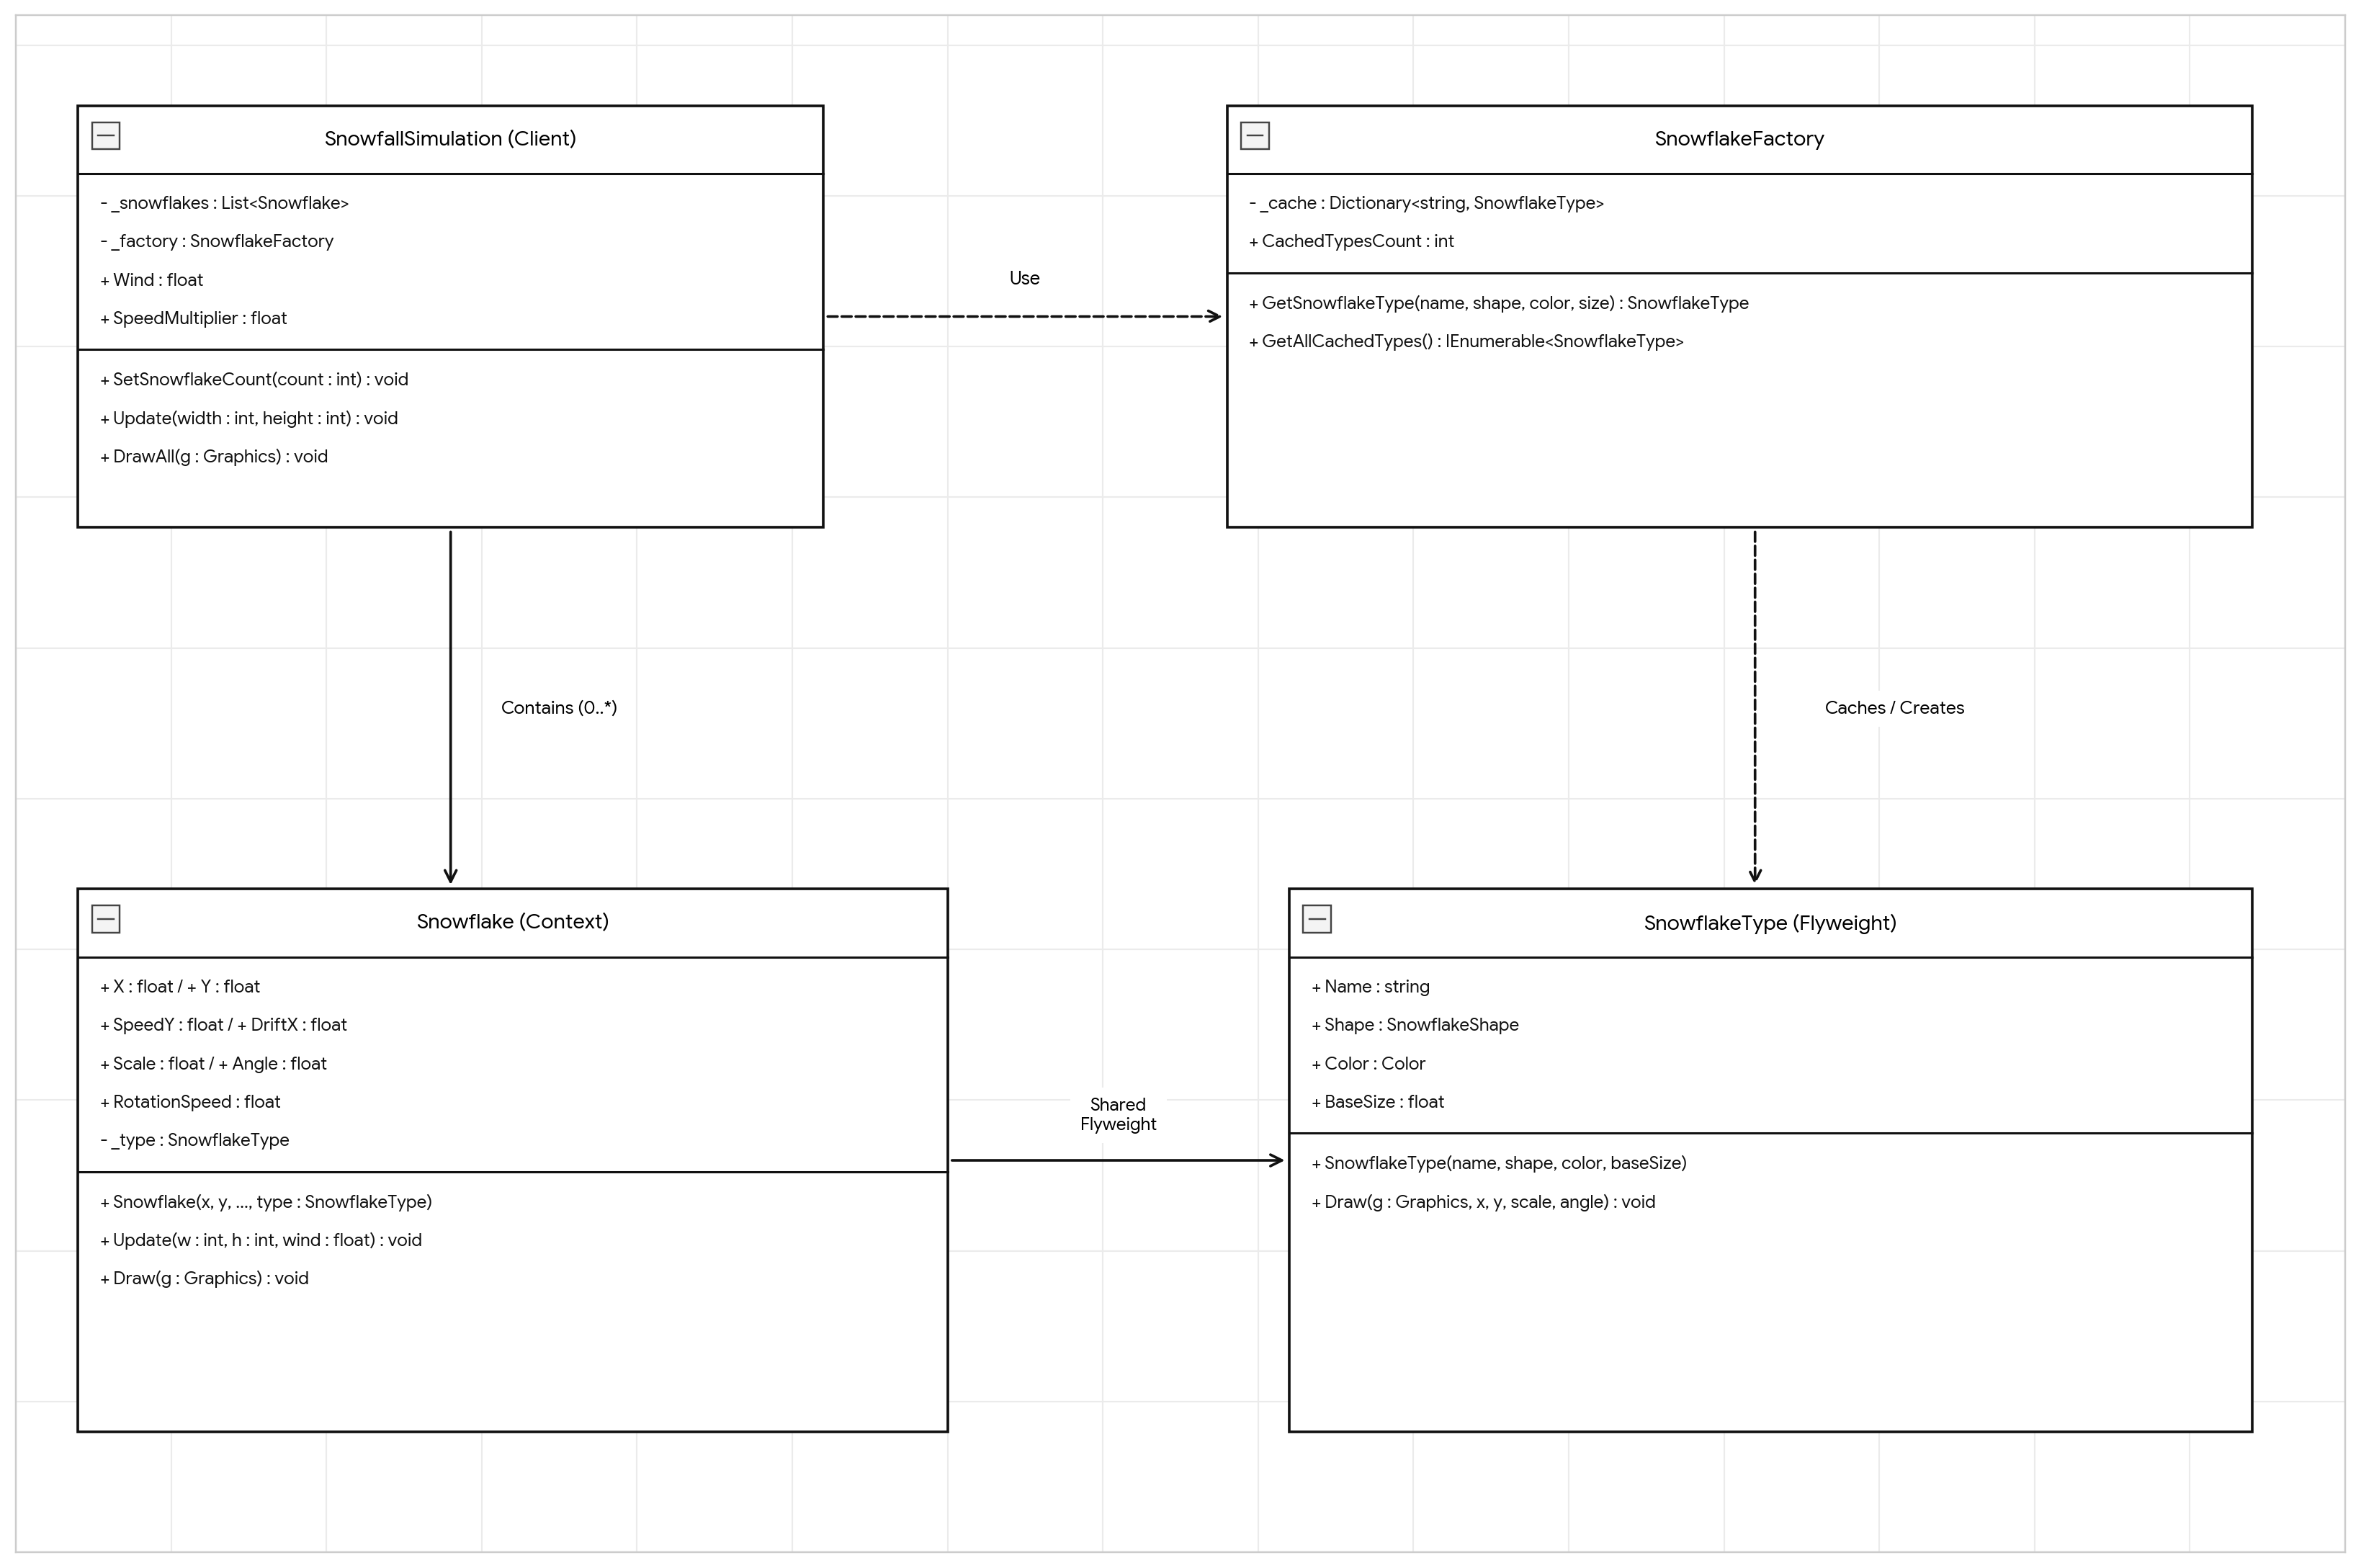 SnowfallSimulation (Client)
- _snowflakes : List<Snowflake>
- _factory : SnowflakeFactory
+ Wind : float
+ SpeedMultiplier : float
+ SetSnowflakeCount(count : int) : void
+ Update(width : int, height : int) : void
+ DrawAll(g : Graphics) : void
Use
SnowflakeFactory
- _cache : Dictionary<string, SnowflakeType>
+ CachedTypesCount : int
+ GetSnowflakeType(name, shape, color, size) : SnowflakeType
+ GetAllCachedTypes() : IEnumerable<SnowflakeType>
Contains (0..*)
Caches / Creates
Snowflake (Context)
+ X : float / + Y : float
+ SpeedY : float / + DriftX : float
+ Scale : float / + Angle : float
+ RotationSpeed : float
- _type : SnowflakeType
+ Snowflake(x, y, ..., type : SnowflakeType)
+ Update(w : int, h : int, wind : float) : void
+ Draw(g : Graphics) : void
Shared
Flyweight
SnowflakeType (Flyweight)
+ Name : string
+ Shape : SnowflakeShape
+ Color : Color
+ BaseSize : float
+ SnowflakeType(name, shape, color, baseSize)
+ Draw(g : Graphics, x, y, scale, angle) : void